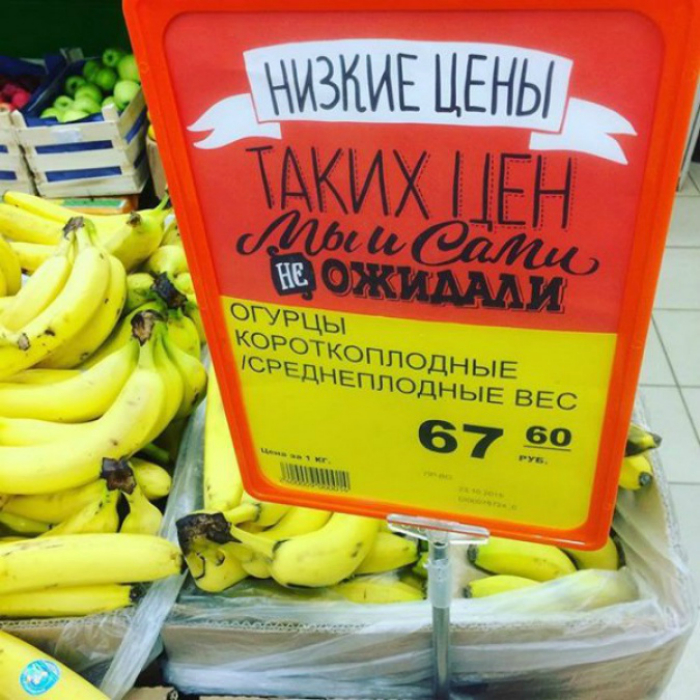 НИЗКИЕ ЦЕНЫ
ТАКИХ ЦЕН
Мы и Сами
НЕ ОЖИДАЛИ
ОГУРЦЫ
КОРОТКОПЛОДНЫЕ
/СРЕДНЕПЛОДНЫЕ ВЕС
67 60
РУБ.
Цена за 1 КГ.